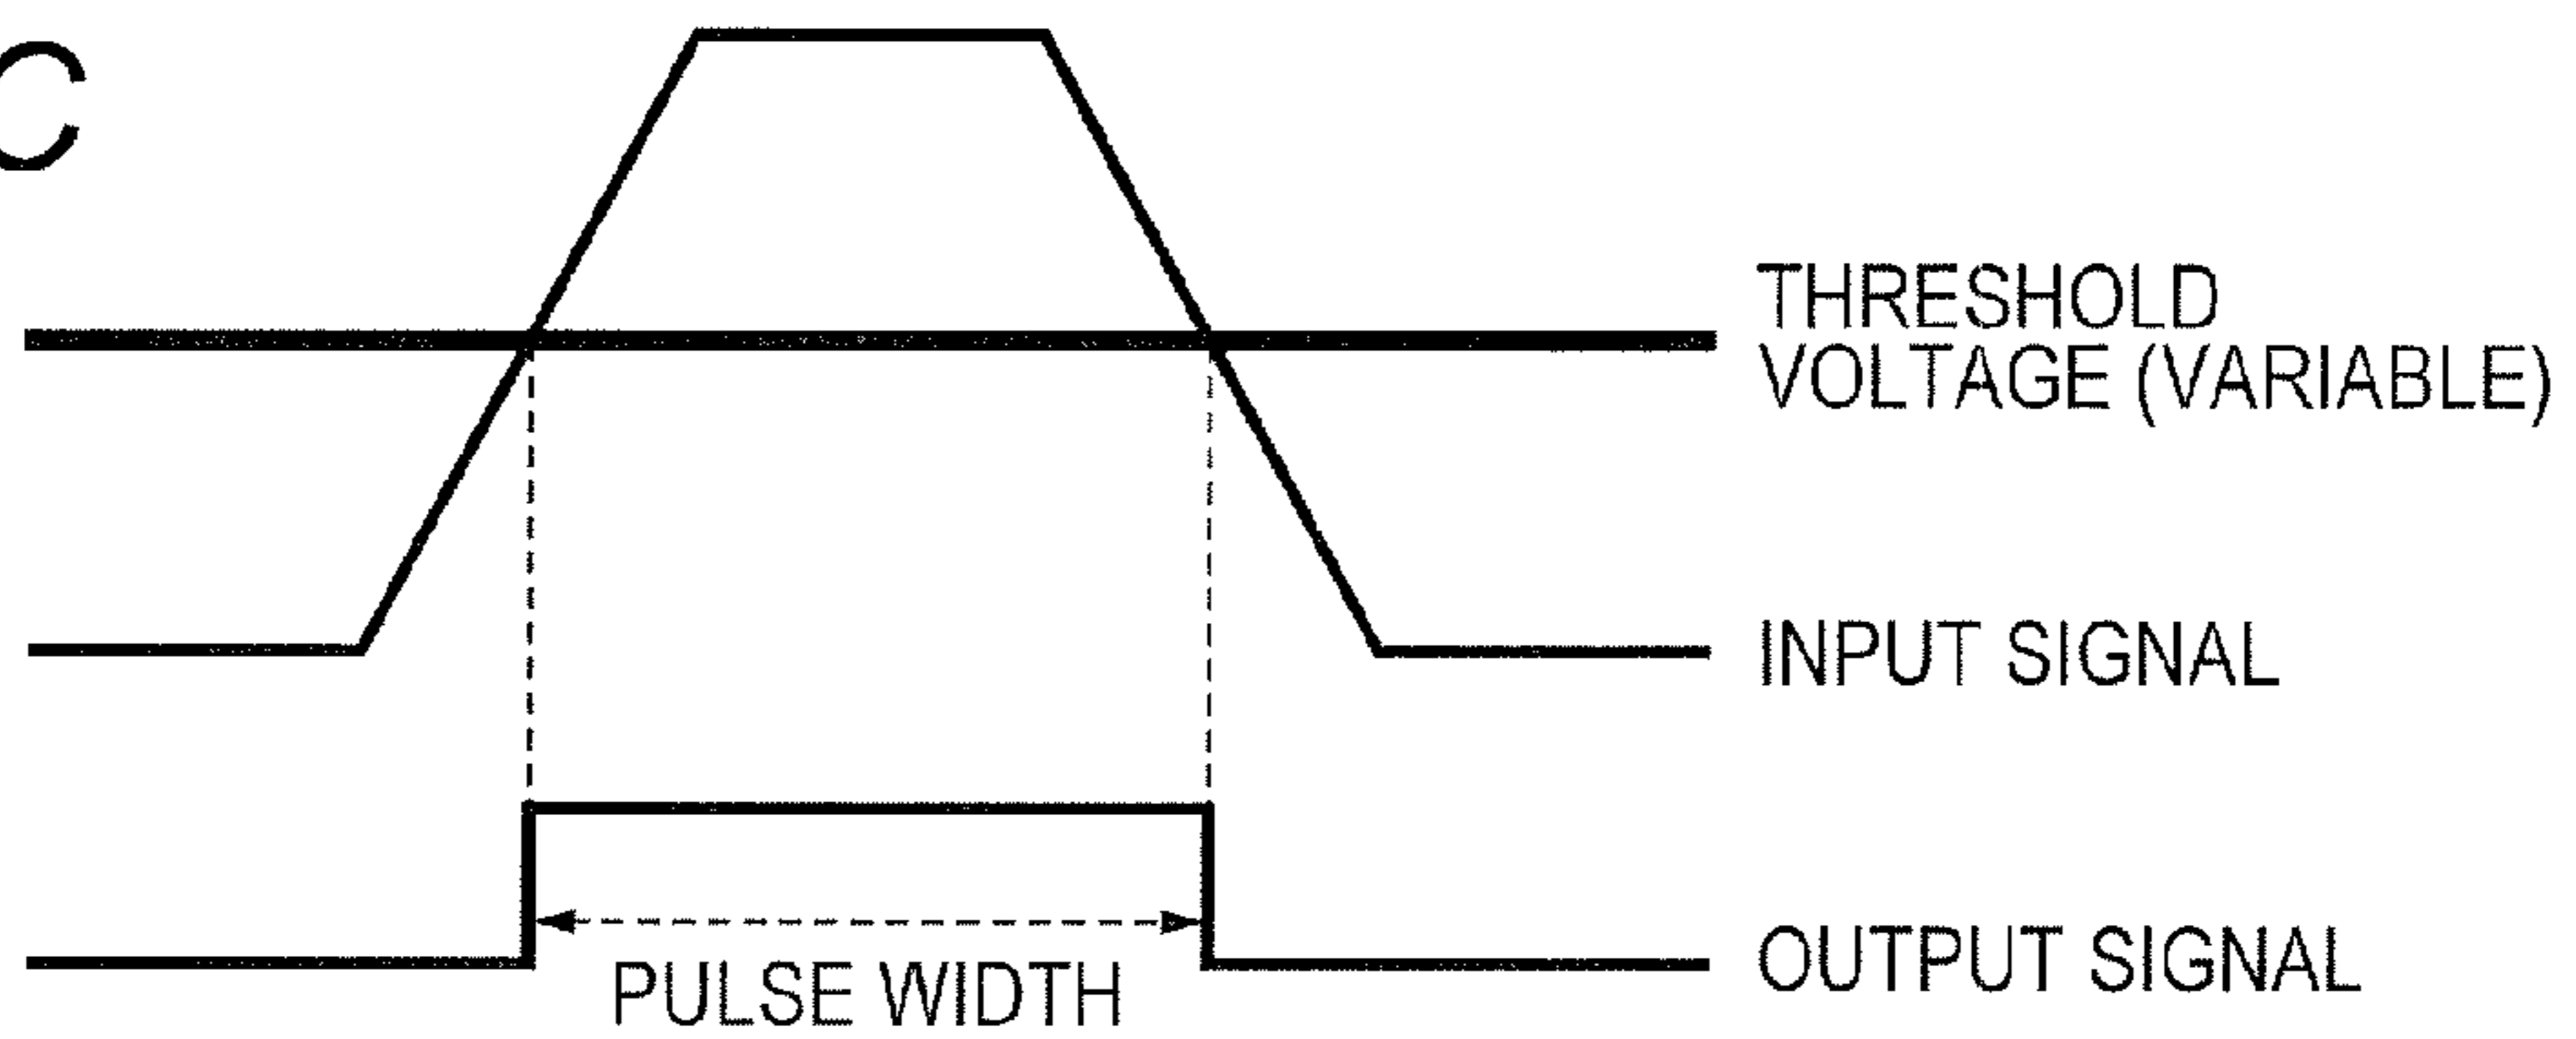 C
THRESHOLD
VOLTAGE (VARIABLE)
INPUT SIGNAL
OUTPUT SIGNAL
PULSE WIDTH